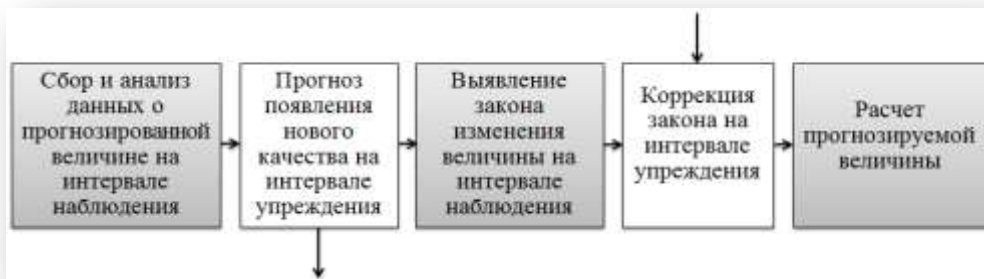 Сбор и анализ
данных о
прогнозированной
величине на
интервале
наблюдения
Прогноз
появления
нового
качества на
интервале
упреждения
Выявление
закона
изменения
величины на
интервале
наблюдения
Коррекция
закона на
интервале
упреждения
Расчет
прогнозируемой
величины